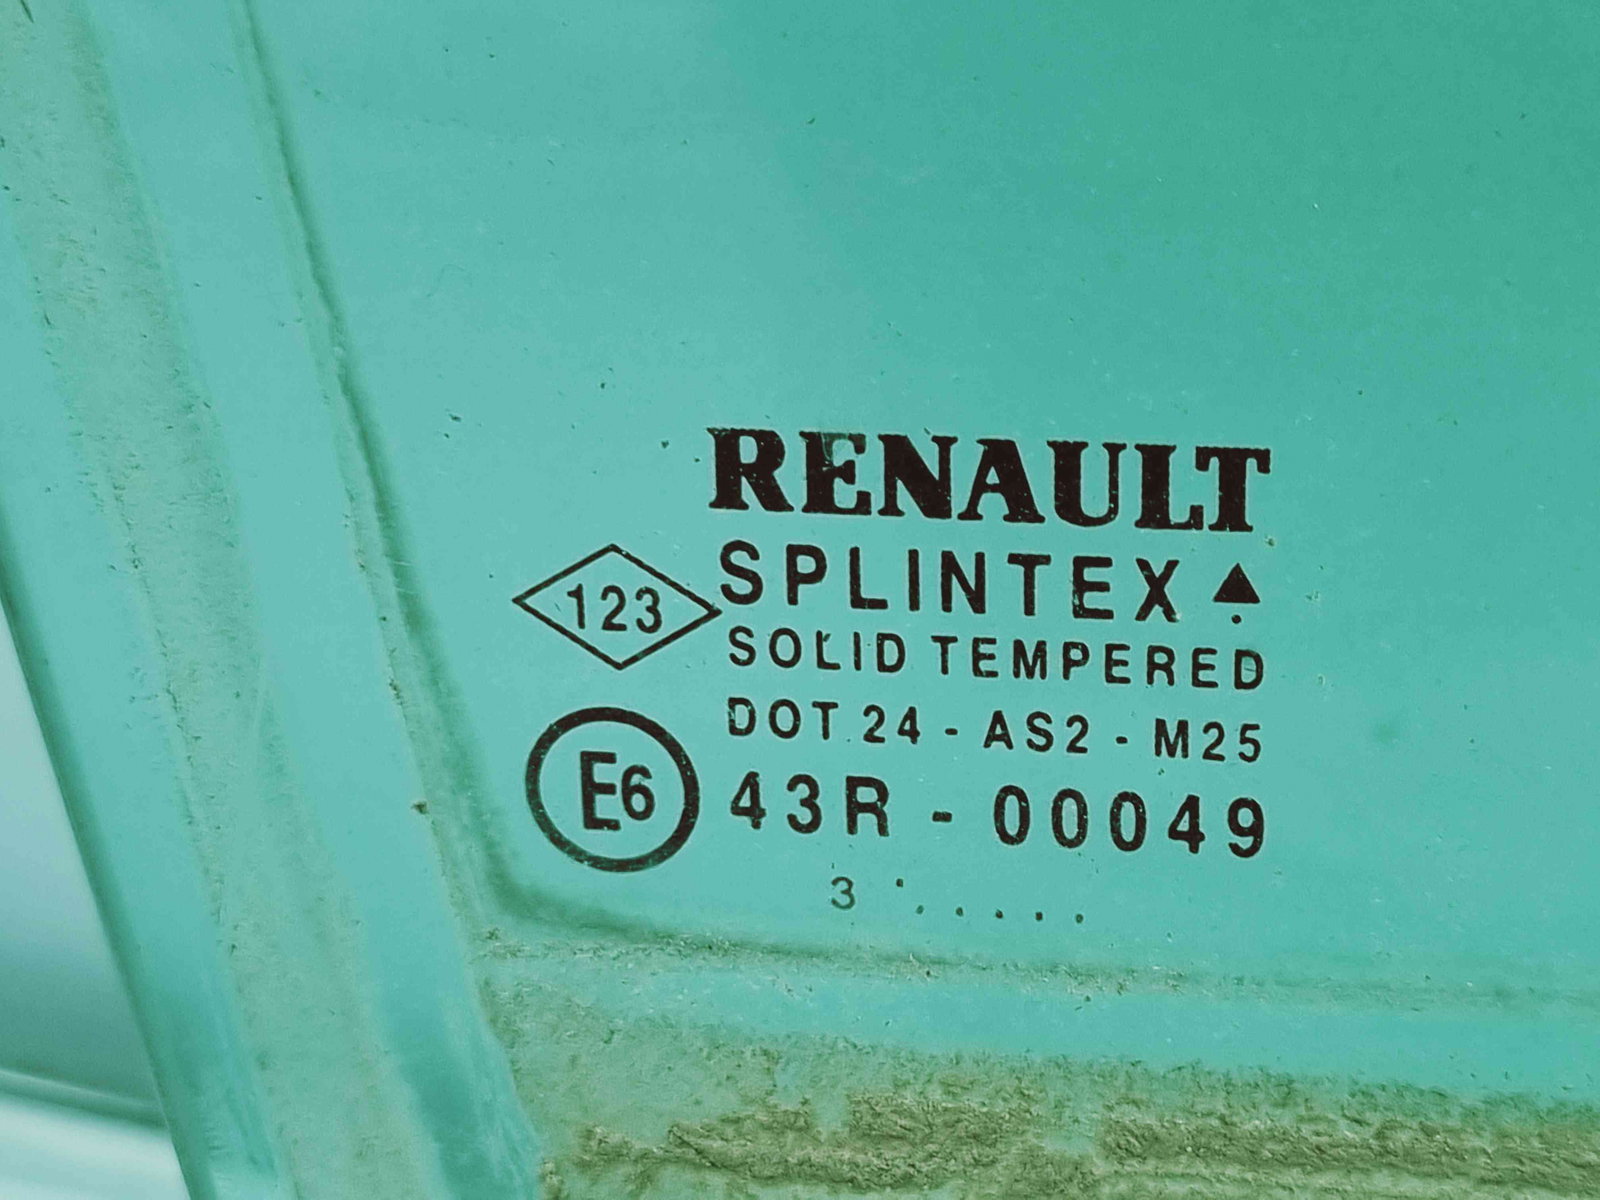 RENAULT
SPLINTEX
123
SOLID TEMPERED
DOT 24 - AS2 - M25
E6
43R - 00049
3 . . . . . .